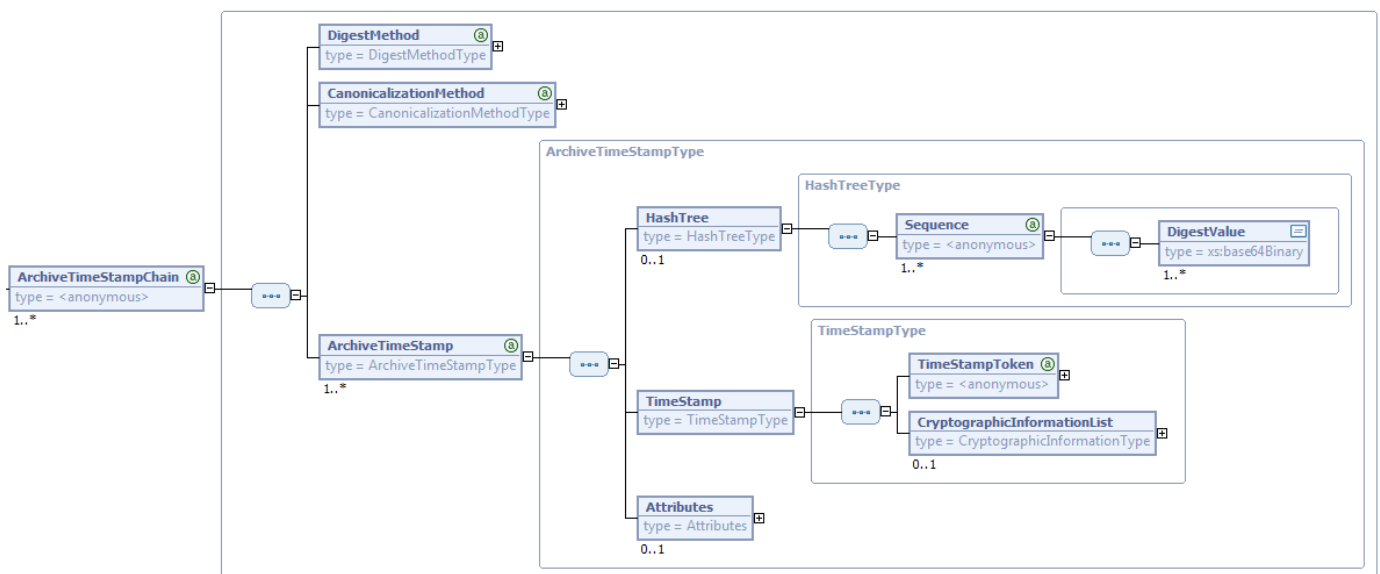 DigestMethod a
type = DigestMethodType
CanonicalizationMethod a
type = CanonicalizationMethodType
ArchiveTimeStampType
HashTreeType
HashTree
type = HashTreeType
0..1
Sequence a
type = <anonymous>
1..*
DigestValue
type = xs:base64Binary
1..*
ArchiveTimeStampChain a
type = <anonymous>
1..*
ArchiveTimeStamp a
type = ArchiveTimeStampType
1..*
TimeStampType
TimeStamp
type = TimeStampType
TimeStampToken a
type = <anonymous>
CryptographicInformationList
type = CryptographicInformationType
0..1
Attributes
type = Attributes
0..1